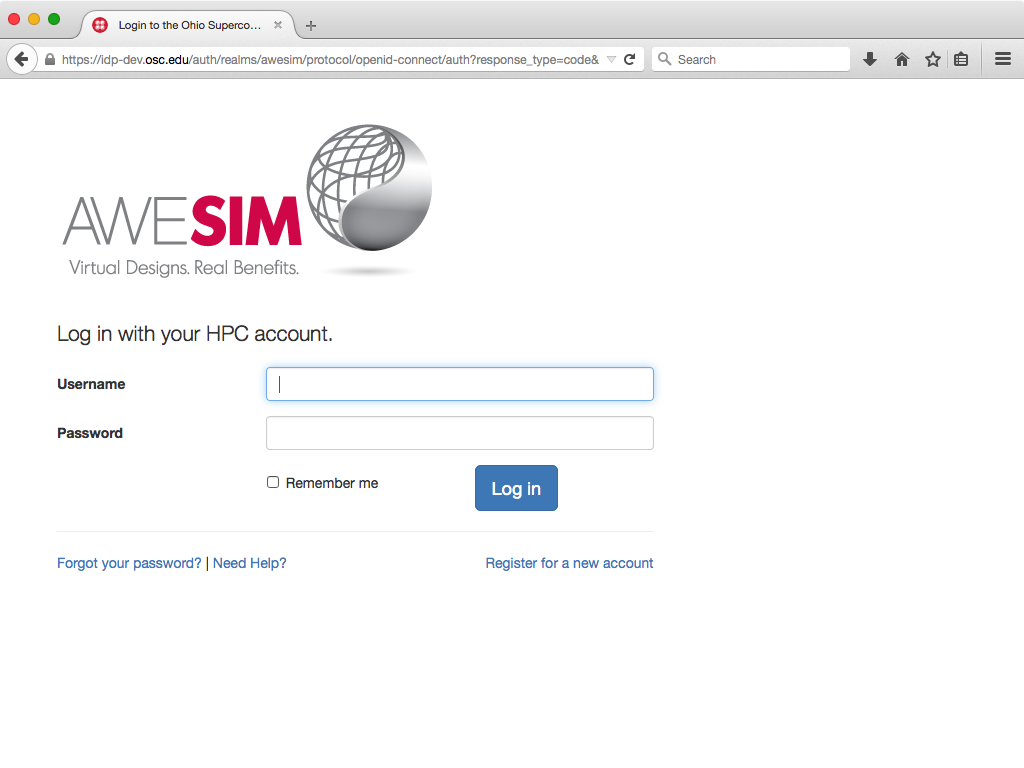 Login to the Ohio Superco...
https://idp-dev.osc.edu/auth/realms/awesim/protocol/openid-connect/auth?response_type=code&
Search
AWESIM
Virtual Designs. Real Benefits.
Log in with your HPC account.
Username
Password
Remember me
Log in
Forgot your password? | Need Help?
Register for a new account